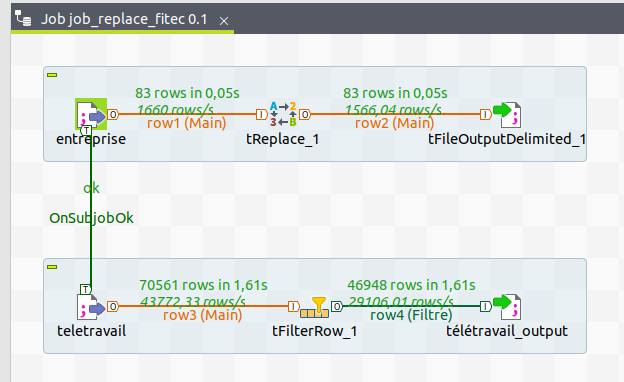 Job job_replace_fitec 0.1
83 rows in 0,05s
1660 rows/s
row1 (Main)
83 rows in 0,05s
1566,04 rows/s
row2 (Main)
entreprise
tReplace_1
tFileOutputDelimited_1
ok
OnSubjobOk
70561 rows in 1,61s
43772,33 rows/s
row3 (Main)
46948 rows in 1,61s
29106,01 rows/s
row4 (Filtre)
teletravail
tFilterRow_1
télétravail_output